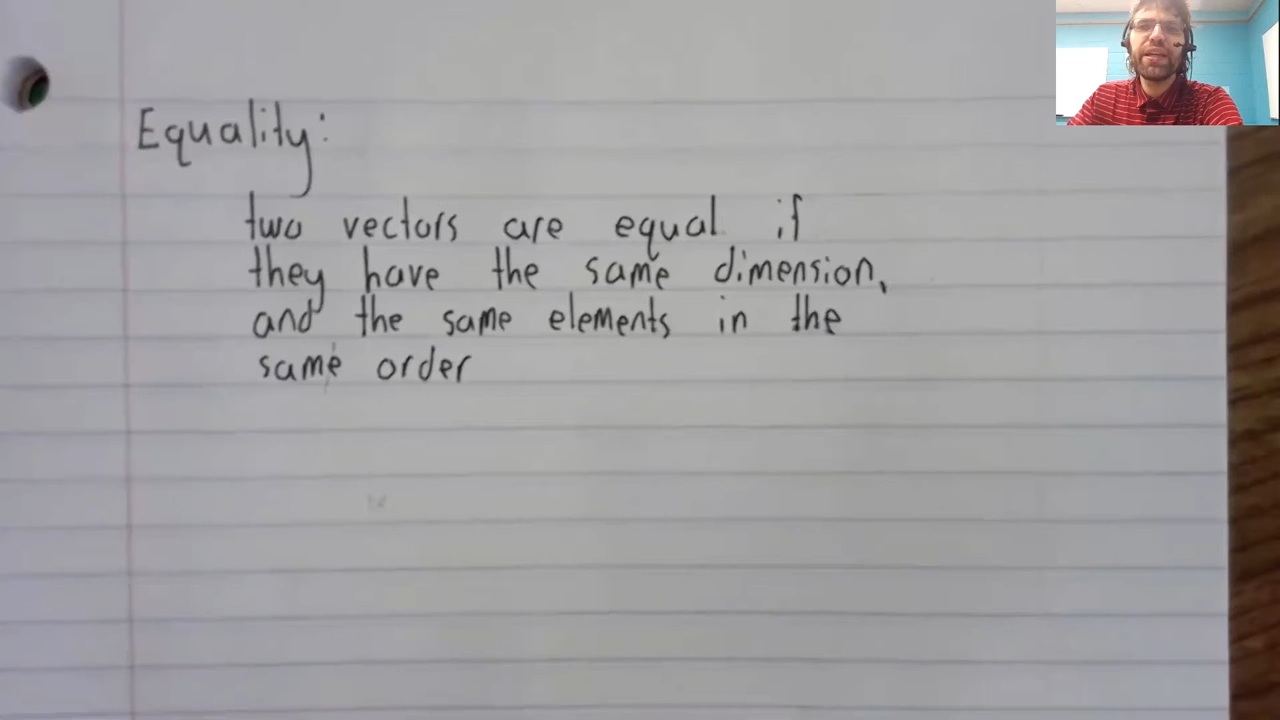 Equality:
two vectors are equal if
they have the same dimension,
and the same elements in the
same order